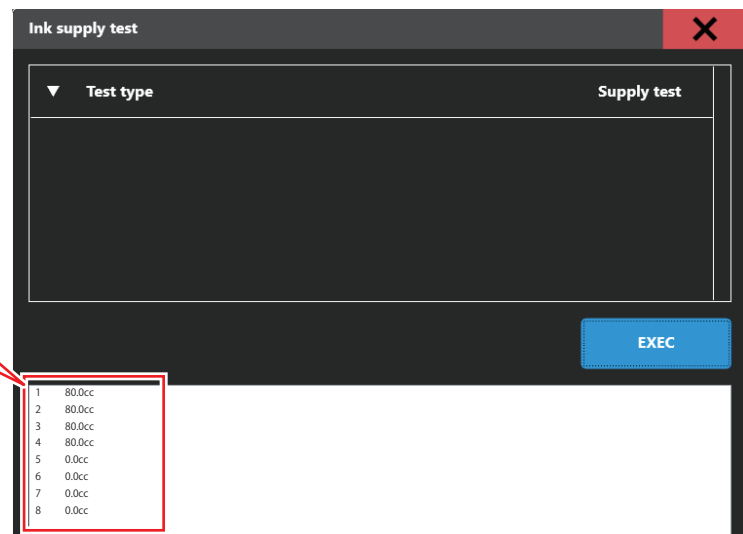 Ink supply test
▼ Test type Supply test
EXEC
1 80.0cc
2 80.0cc
3 80.0cc
4 80.0cc
5 0.0cc
6 0.0cc
7 0.0cc
8 0.0cc